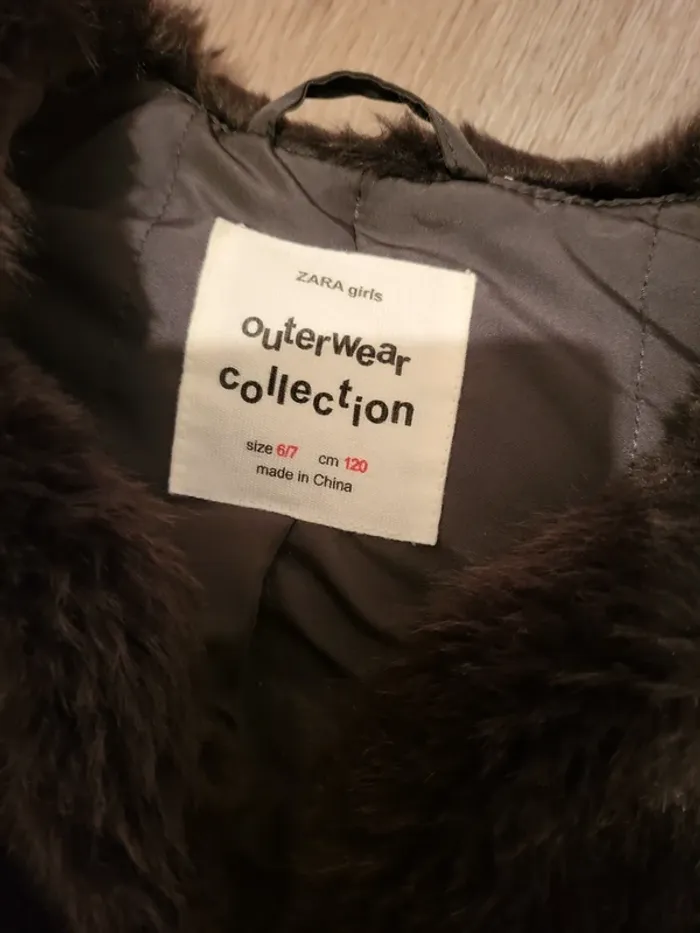 ZARA girls
outerwear
collection
size 6/7 cm 120
made in China